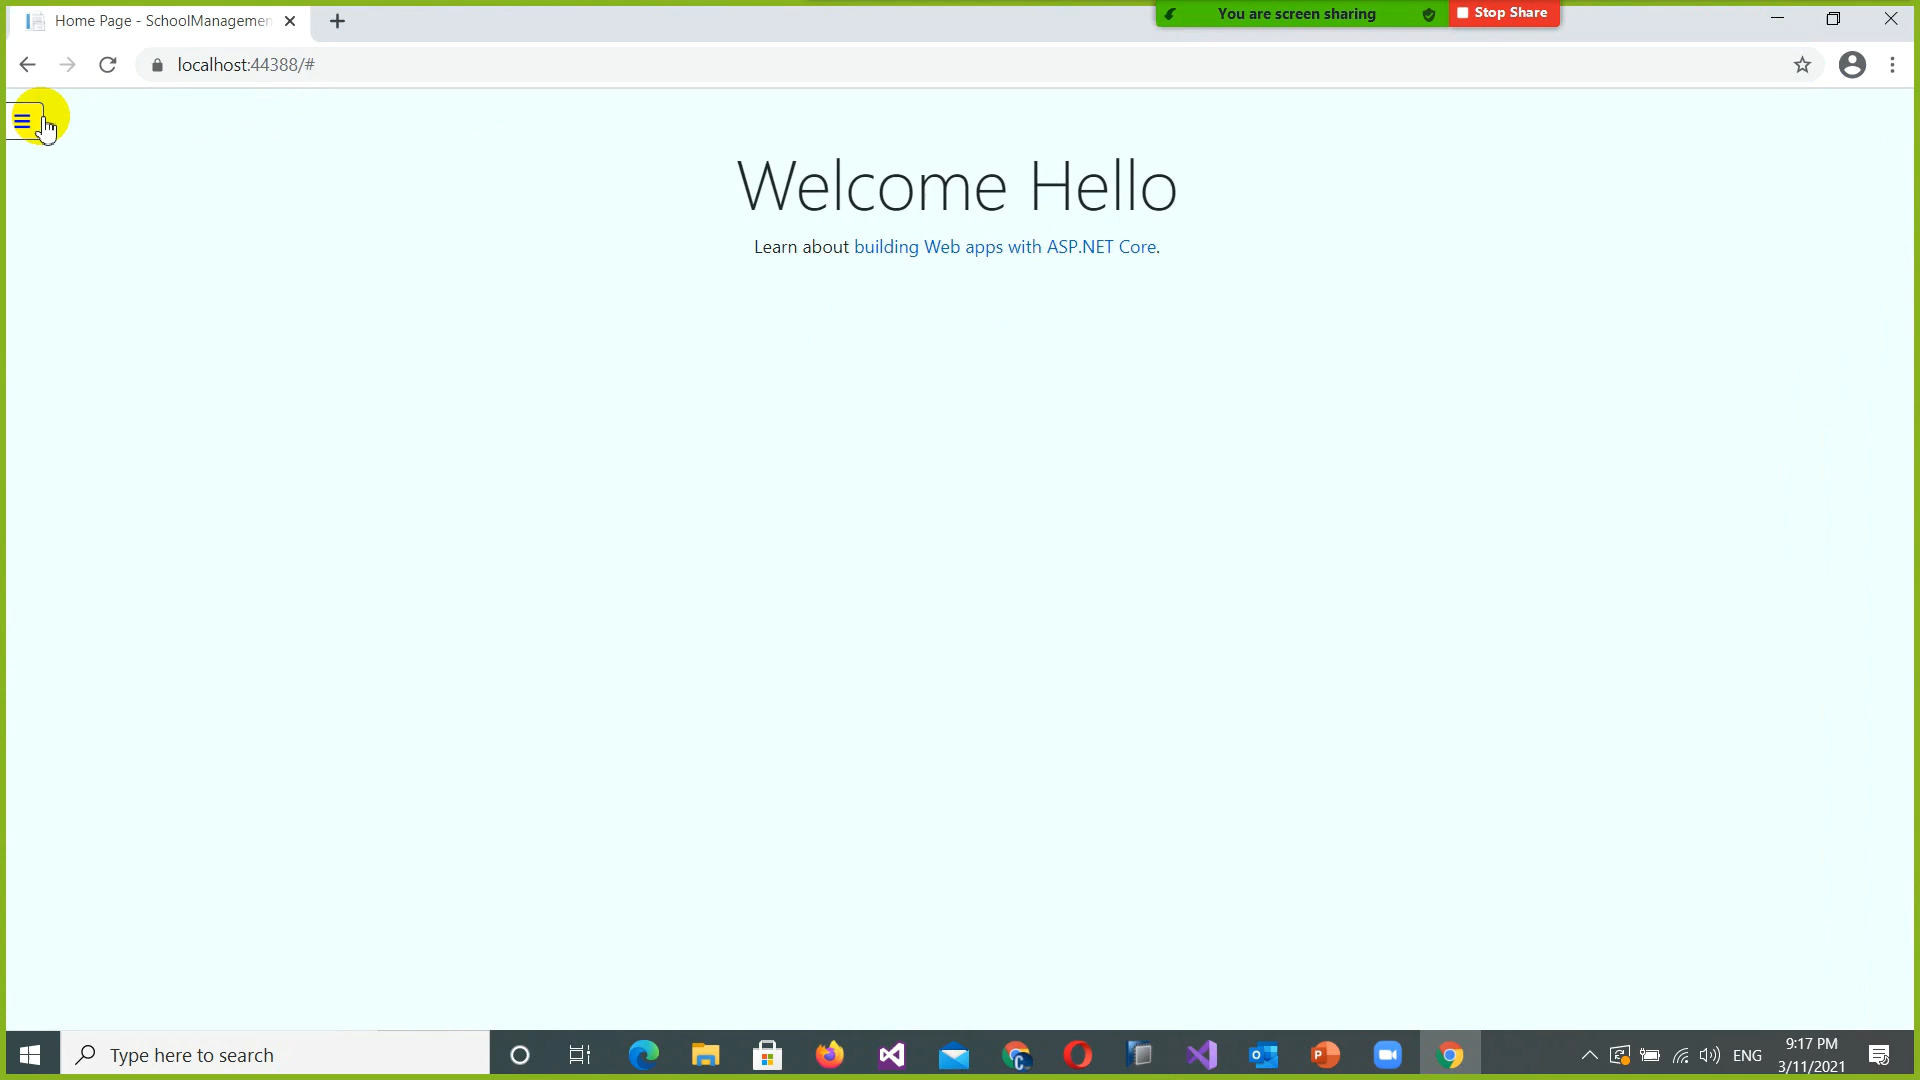 Home Page - SchoolManagemen
You are screen sharing
Stop Share
localhost:44388/#
Welcome Hello
Learn about building Web apps with ASP.NET Core.
Type here to search
ENG
9:17 PM
3/11/2021